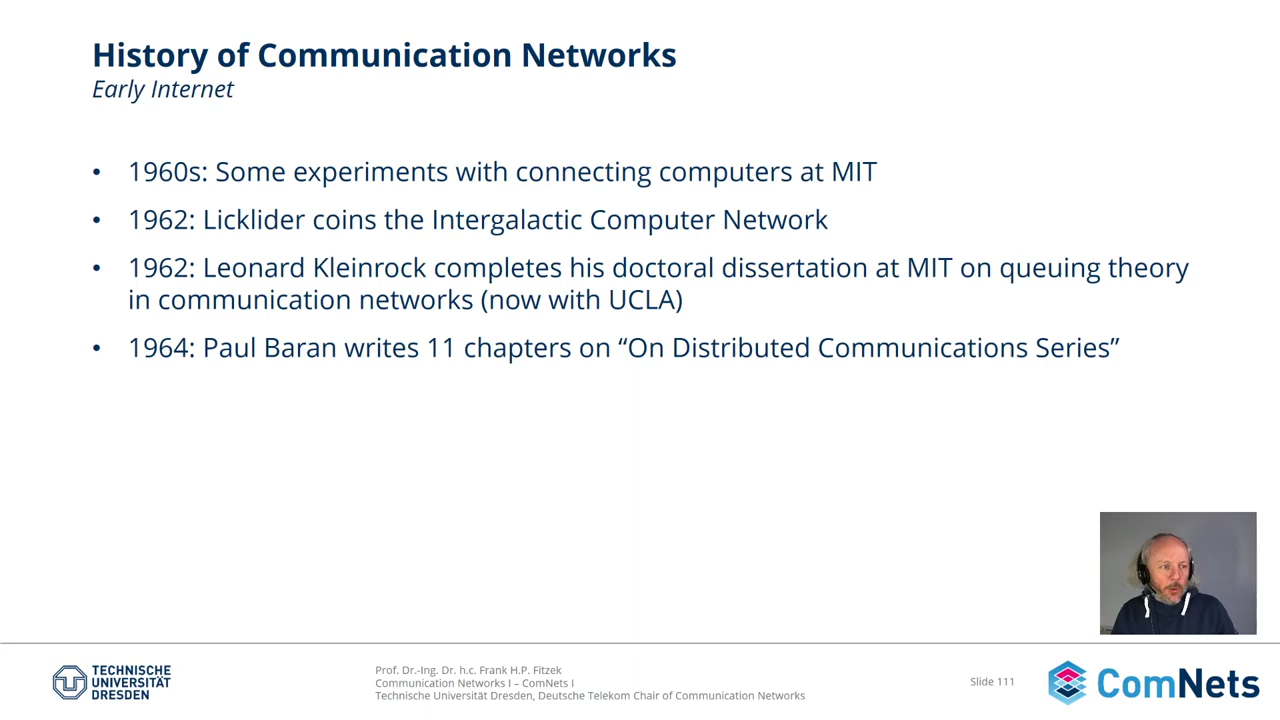 History of Communication Networks
Early Internet
• 1960s: Some experiments with connecting computers at MIT
• 1962: Licklider coins the Intergalactic Computer Network
• 1962: Leonard Kleinrock completes his doctoral dissertation at MIT on queuing theory
in communication networks (now with UCLA)
• 1964: Paul Baran writes 11 chapters on “On Distributed Communications Series”
TECHNISCHE
UNIVERSITÄT
DRESDEN
Prof. Dr.-Ing. Dr. h.c. Frank H.P. Fitzek
Communication Networks I – ComNets I
Technische Universität Dresden, Deutsche Telekom Chair of Communication Networks
Slide 111
ComNets